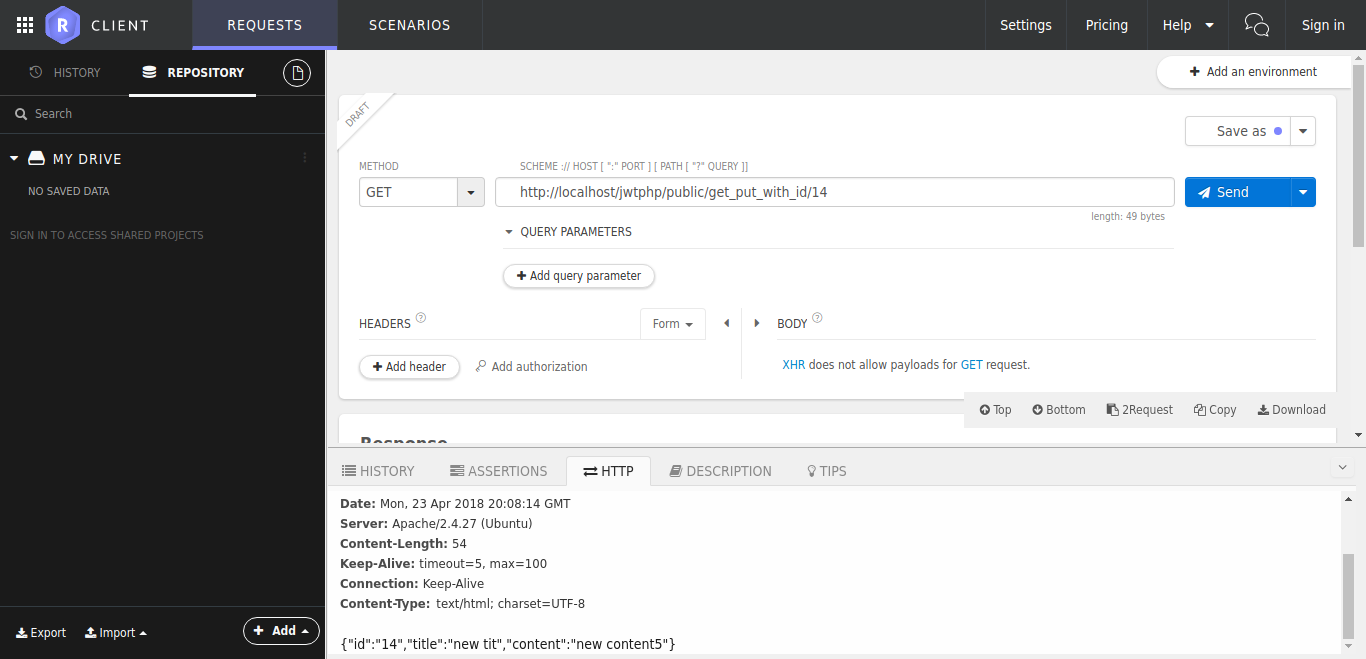 R CLIENT REQUESTS SCENARIOS Settings Pricing Help Sign in
HISTORY REPOSITORY
Search
MY DRIVE
NO SAVED DATA
SIGN IN TO ACCESS SHARED PROJECTS
Export Import Add
Add an environment
DRAFT
Save as
METHOD SCHEME :// HOST [ ":" PORT ] [ PATH [ "?" QUERY ]]
GET http://localhost/jwtphp/public/get_put_with_id/14 Send
length: 49 bytes
QUERY PARAMETERS
Add query parameter
HEADERS ? Form BODY ?
Add header Add authorization XHR does not allow payloads for GET request.
Top Bottom 2Request Copy Download
Response
HISTORY ASSERTIONS HTTP DESCRIPTION TIPS
Date: Mon, 23 Apr 2018 20:08:14 GMT
Server: Apache/2.4.27 (Ubuntu)
Content-Length: 54
Keep-Alive: timeout=5, max=100
Connection: Keep-Alive
Content-Type: text/html; charset=UTF-8
{"id":"14","title":"new tit","content":"new content5"}